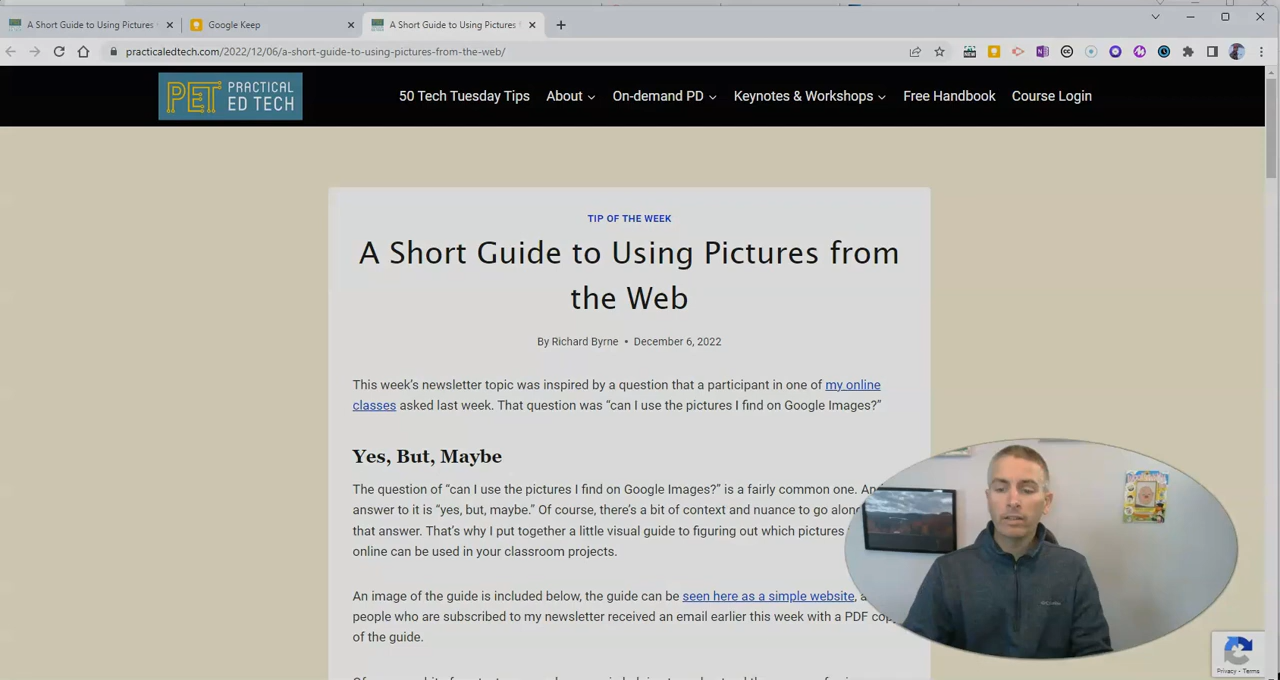 A Short Guide to Using Pictures
Google Keep
A Short Guide to Using Pictures
practicaledtech.com/2022/12/06/a-short-guide-to-using-pictures-from-the-web/
PET PRACTICAL
ED TECH
50 Tech Tuesday Tips About On-demand PD Keynotes & Workshops Free Handbook Course Login
TIP OF THE WEEK
A Short Guide to Using Pictures from
the Web
By Richard Byrne • December 6, 2022
This week’s newsletter topic was inspired by a question that a participant in one of my online
classes asked last week. That question was “can I use the pictures I find on Google Images?”
Yes, But, Maybe
The question of “can I use the pictures I find on Google Images?” is a fairly common one. And
answer to it is “yes, but, maybe.” Of course, there’s a bit of context and nuance to go along
that answer. That’s why I put together a little visual guide to figuring out which pictures
online can be used in your classroom projects.
An image of the guide is included below, the guide can be seen here as a simple website, a
people who are subscribed to my newsletter received an email earlier this week with a PDF cop
of the guide.
Privacy - Terms